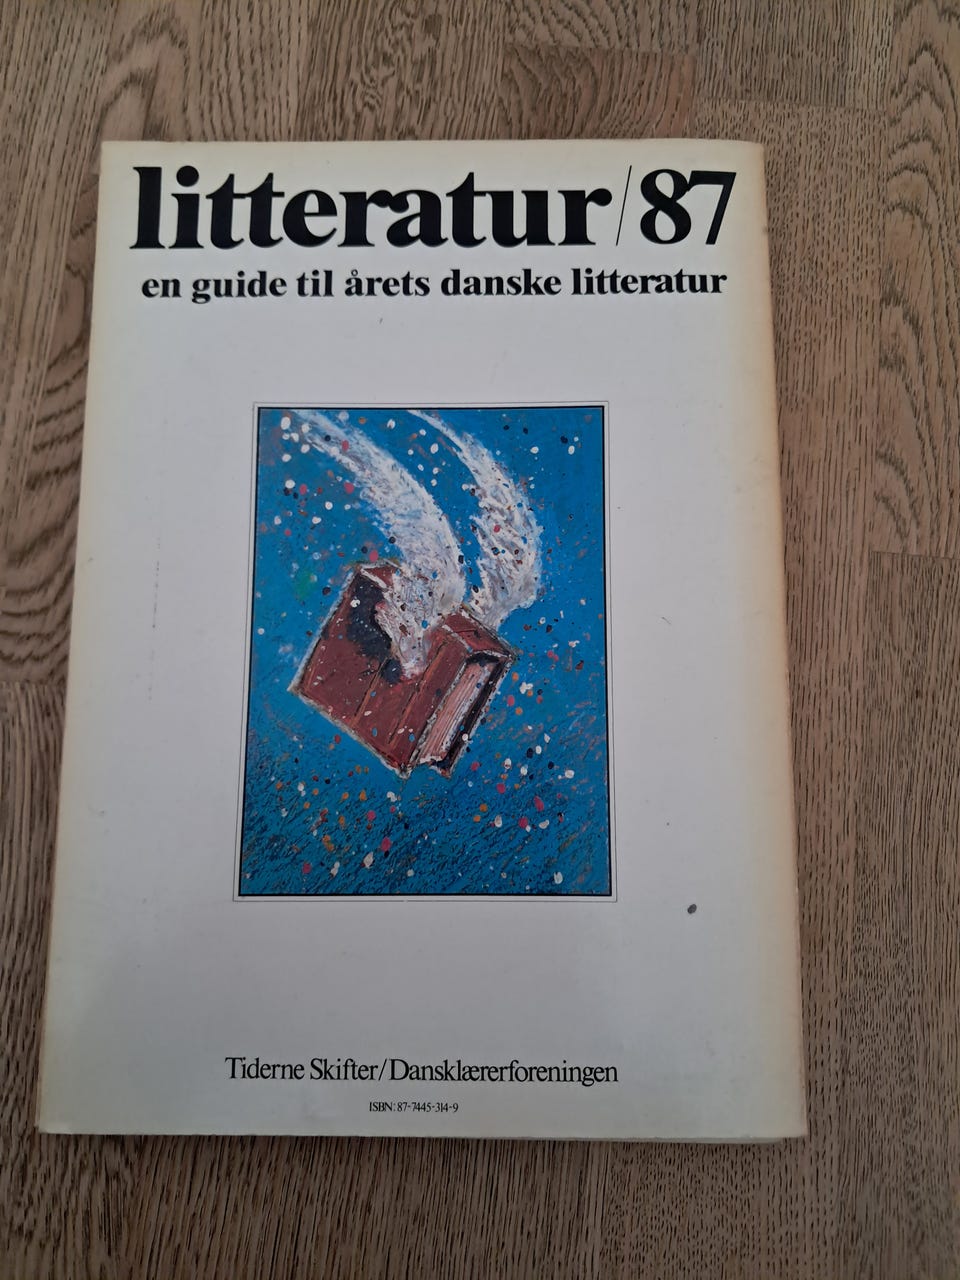 litteratur/87
en guide til årets danske litteratur
Tiderne Skifter/Dansklærerforeningen
ISBN: 87-7445-314-9